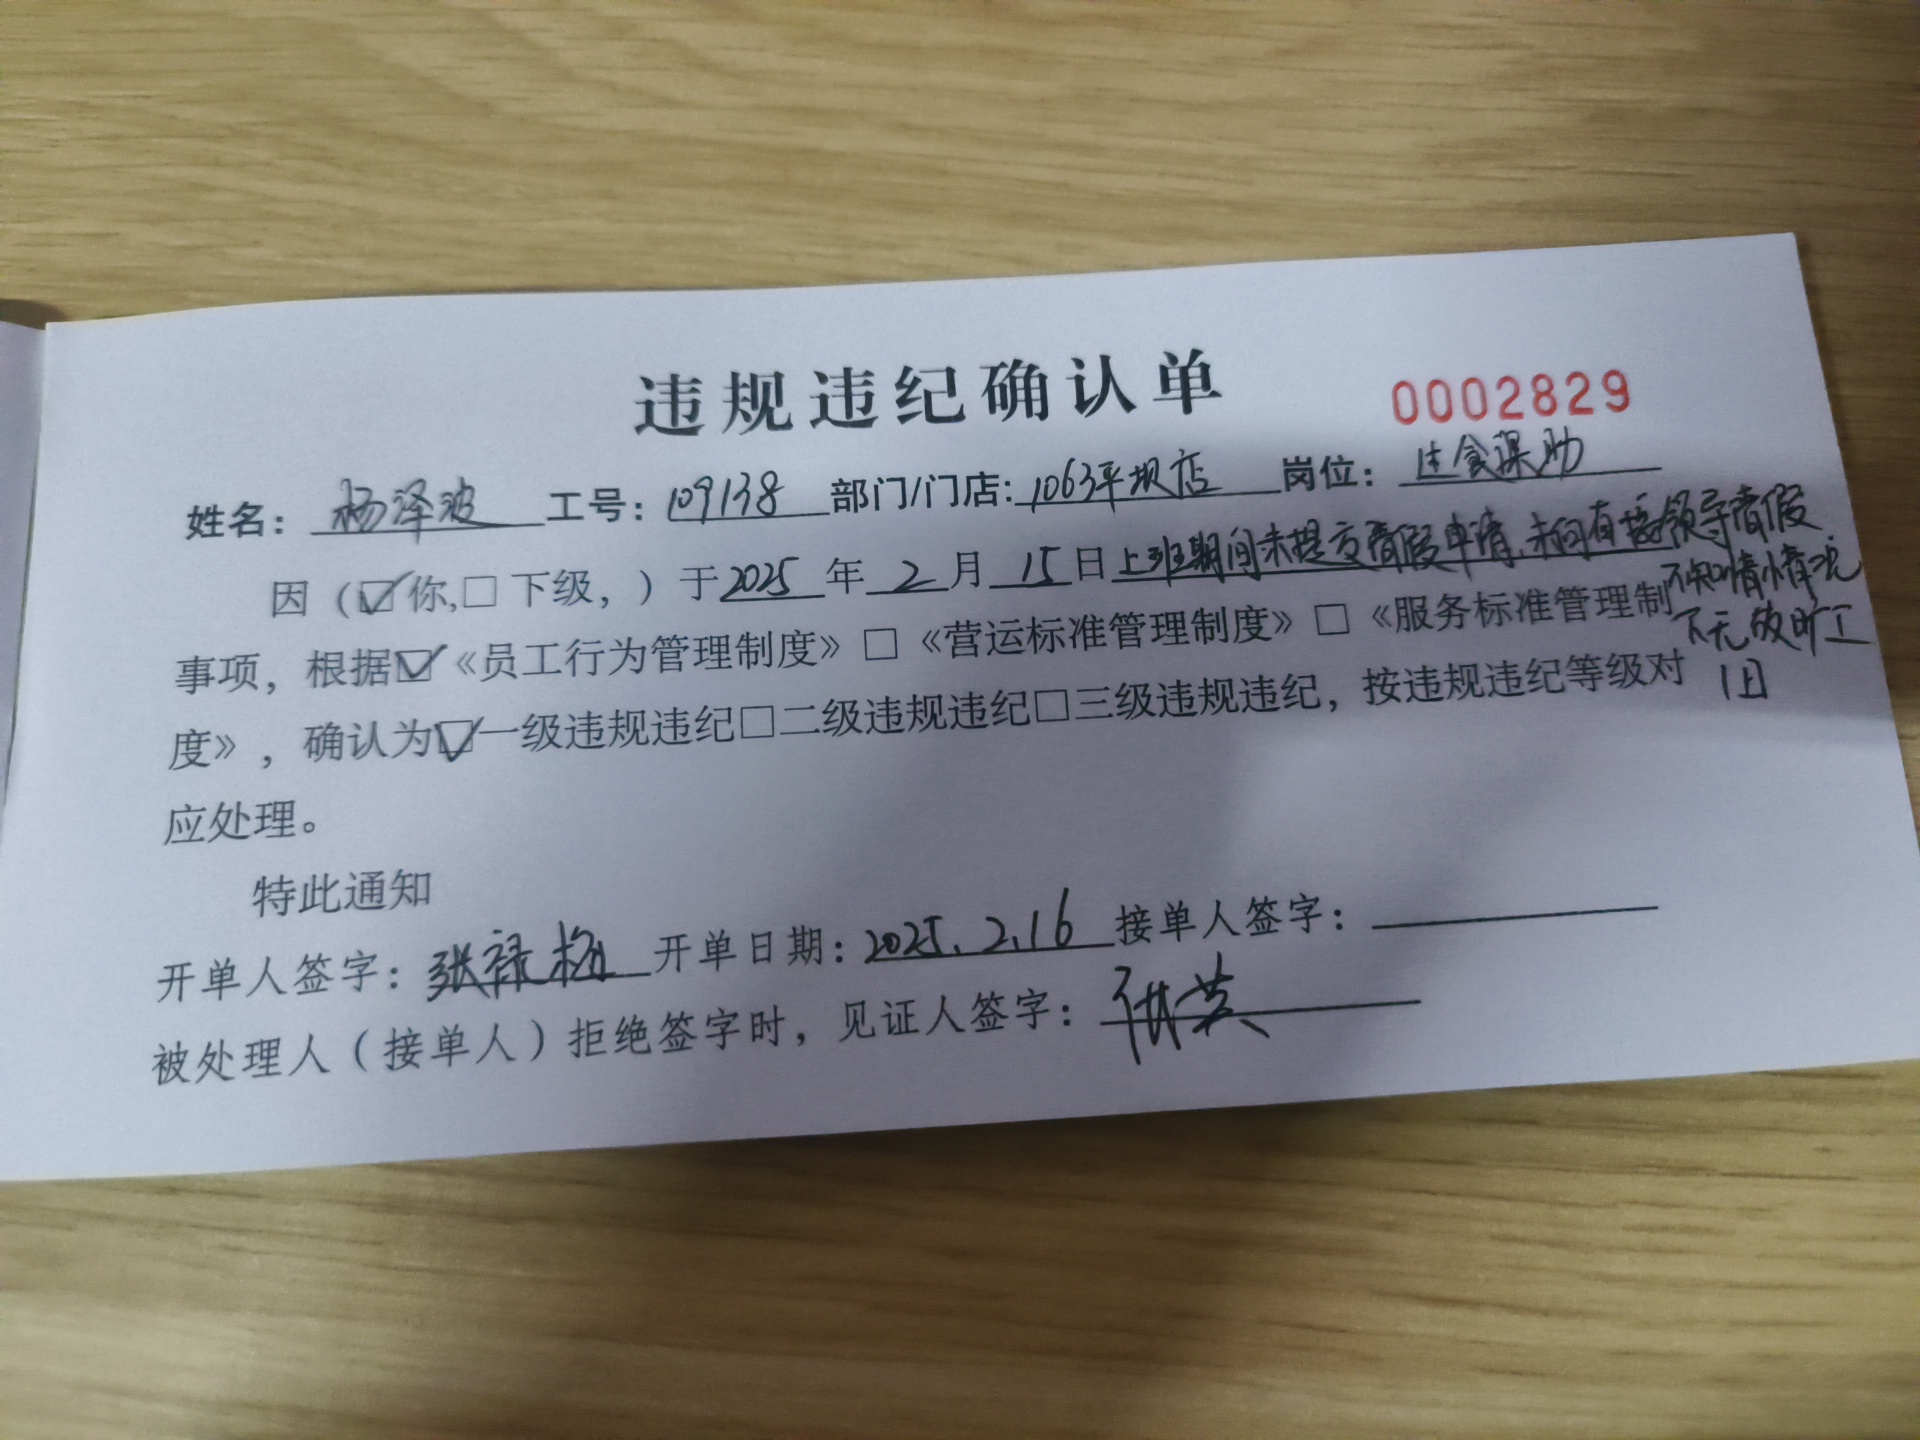 违规违纪确认单 0002829
姓名：杨泽波 工号：109138 部门/门店：1063平坝店 岗位：
因（☑你,□下级，）于2025年2月15日上班期间未提交请假申请,未向直接领导请假
不知情情况
事项，根据☑《员工行为管理制度》□《营运标准管理制度》□《服务标准管理制
下无故旷工
度》，确认为☑一级违规违纪□二级违规违纪□三级违规违纪，按违规违纪等级对
1日
应处理。
特此通知
开单人签字：张禄梅 开单日期：2025.2.16 接单人签字：
被处理人（接单人）拒绝签字时，见证人签字：